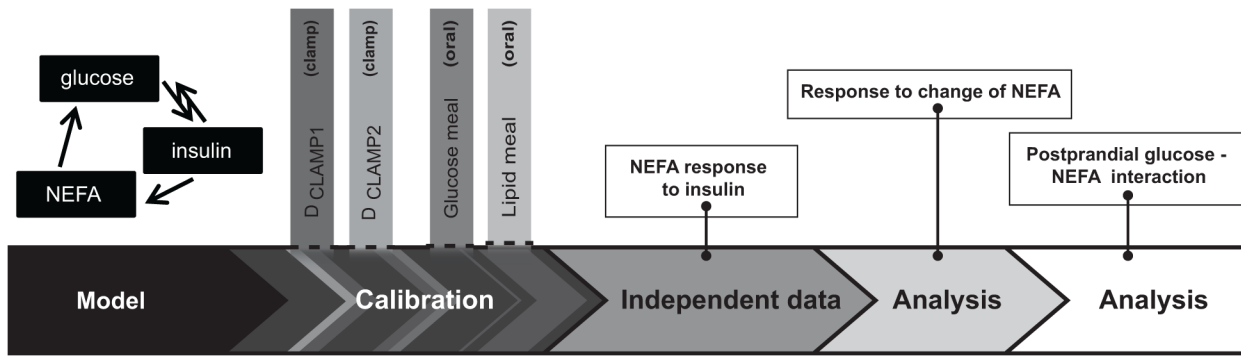 glucose
insulin
NEFA
D CLAMP1 (clamp)
D CLAMP2 (clamp)
Glucose meal (oral)
Lipid meal (oral)
NEFA response
to insulin
Response to change of NEFA
Postprandial glucose -
NEFA interaction
Model
Calibration
Independent data
Analysis
Analysis